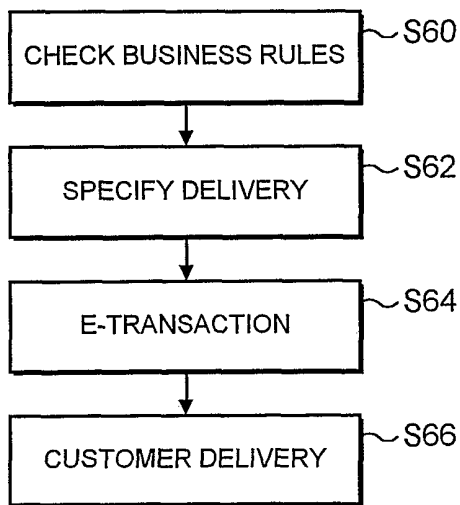 CHECK BUSINESS RULES S60
SPECIFY DELIVERY S62
E-TRANSACTION S64
CUSTOMER DELIVERY S66